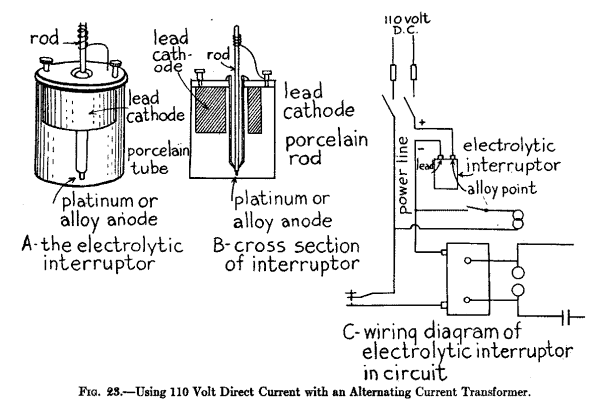 rod
lead
cathode
porcelain
tube
platinum or
alloy anode
A-the electrolytic
interruptor
lead
cath-
ode
rod
lead
cathode
porcelain
rod
platinum or
alloy anode
B-cross section
of interruptor
110 volt
D.C.
+
-
lead
electrolytic
interruptor
alloy point
power line
C-wiring diagram of
electrolytic interruptor
in circuit
FIG. 23.—Using 110 Volt Direct Current with an Alternating Current Transformer.